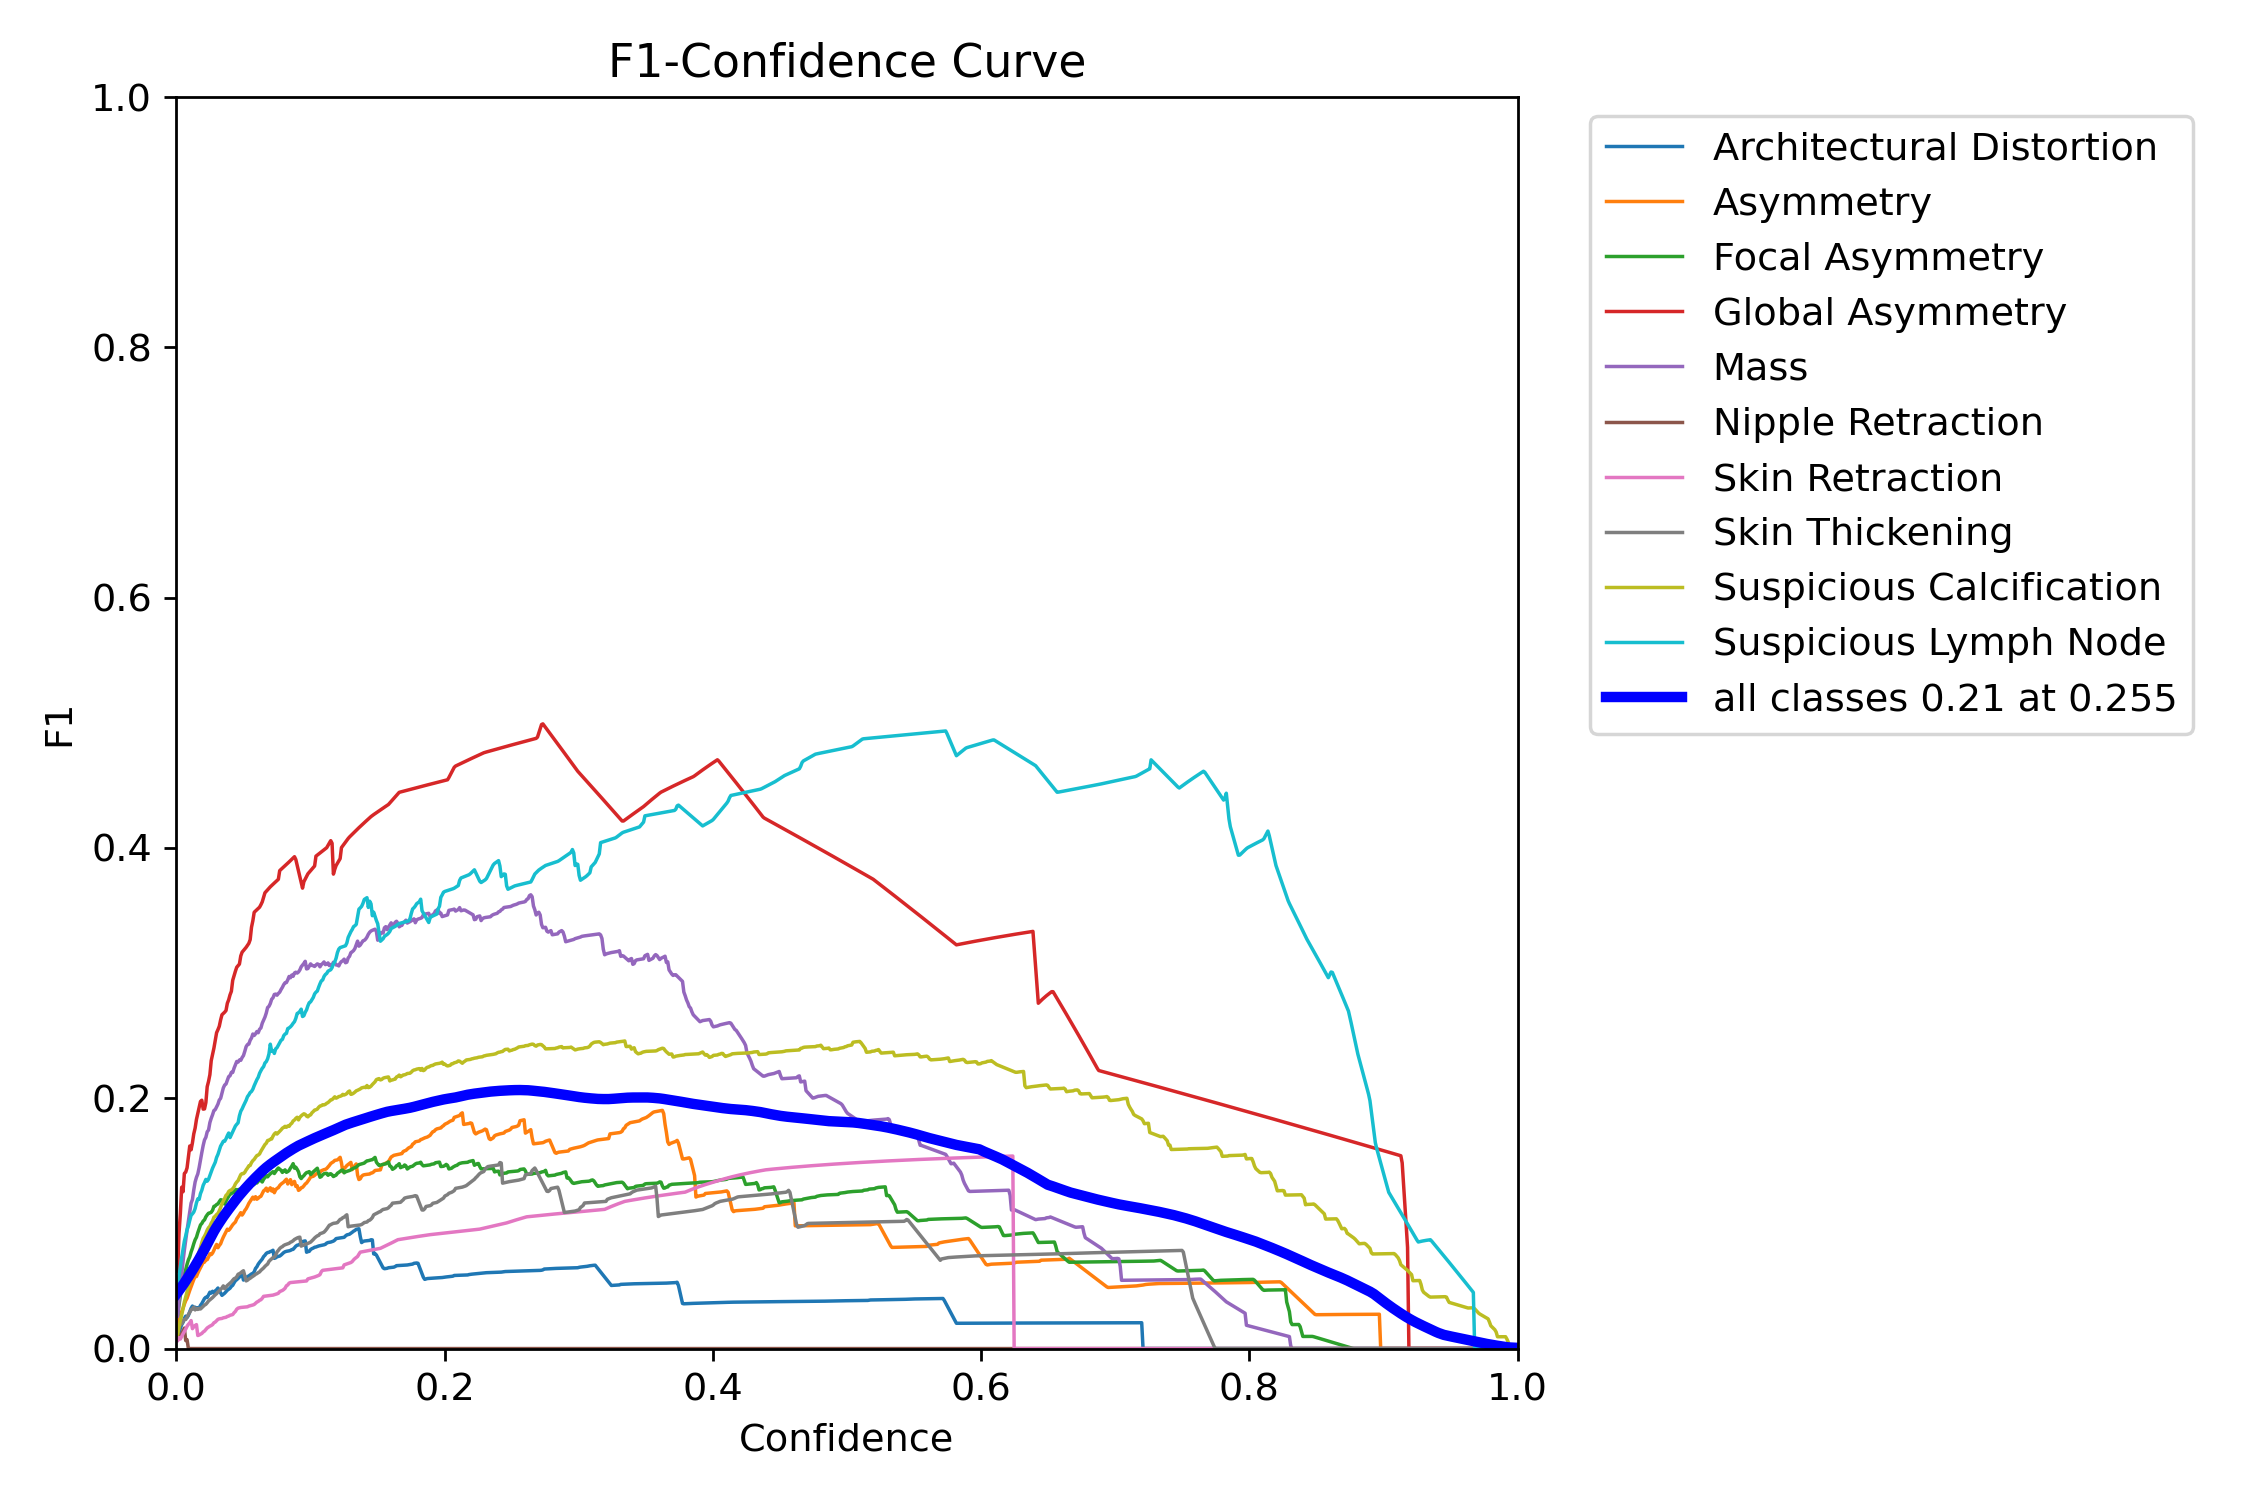 F1-Confidence Curve
1.0
0.8
0.6
0.4
0.2
0.0
F1
0.0 0.2 0.4 0.6 0.8 1.0
Confidence
Architectural Distortion
Asymmetry
Focal Asymmetry
Global Asymmetry
Mass
Nipple Retraction
Skin Retraction
Skin Thickening
Suspicious Calcification
Suspicious Lymph Node
all classes 0.21 at 0.255